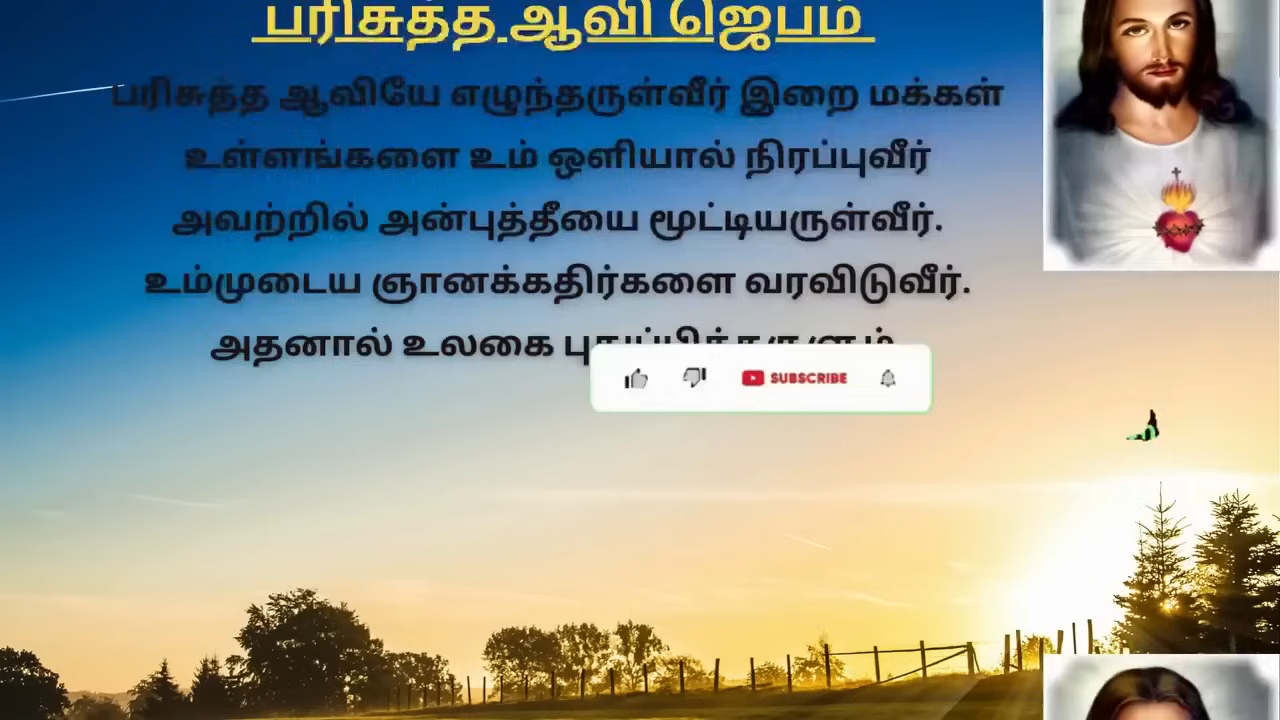 பரிசுத்த ஆவி ஜெபம்
பரிசுத்த ஆவியே எழுந்தருள்வீர் இறை மக்கள்
உள்ளங்களை உம் ஒளியால் நிரப்புவீர்
அவற்றில் அன்புத்தீயை மூட்டியருள்வீர்.
உம்முடைய ஞானக்கதிர்களை வரவிடுவீர்.
அதனால் உலகை
SUBSCRIBE